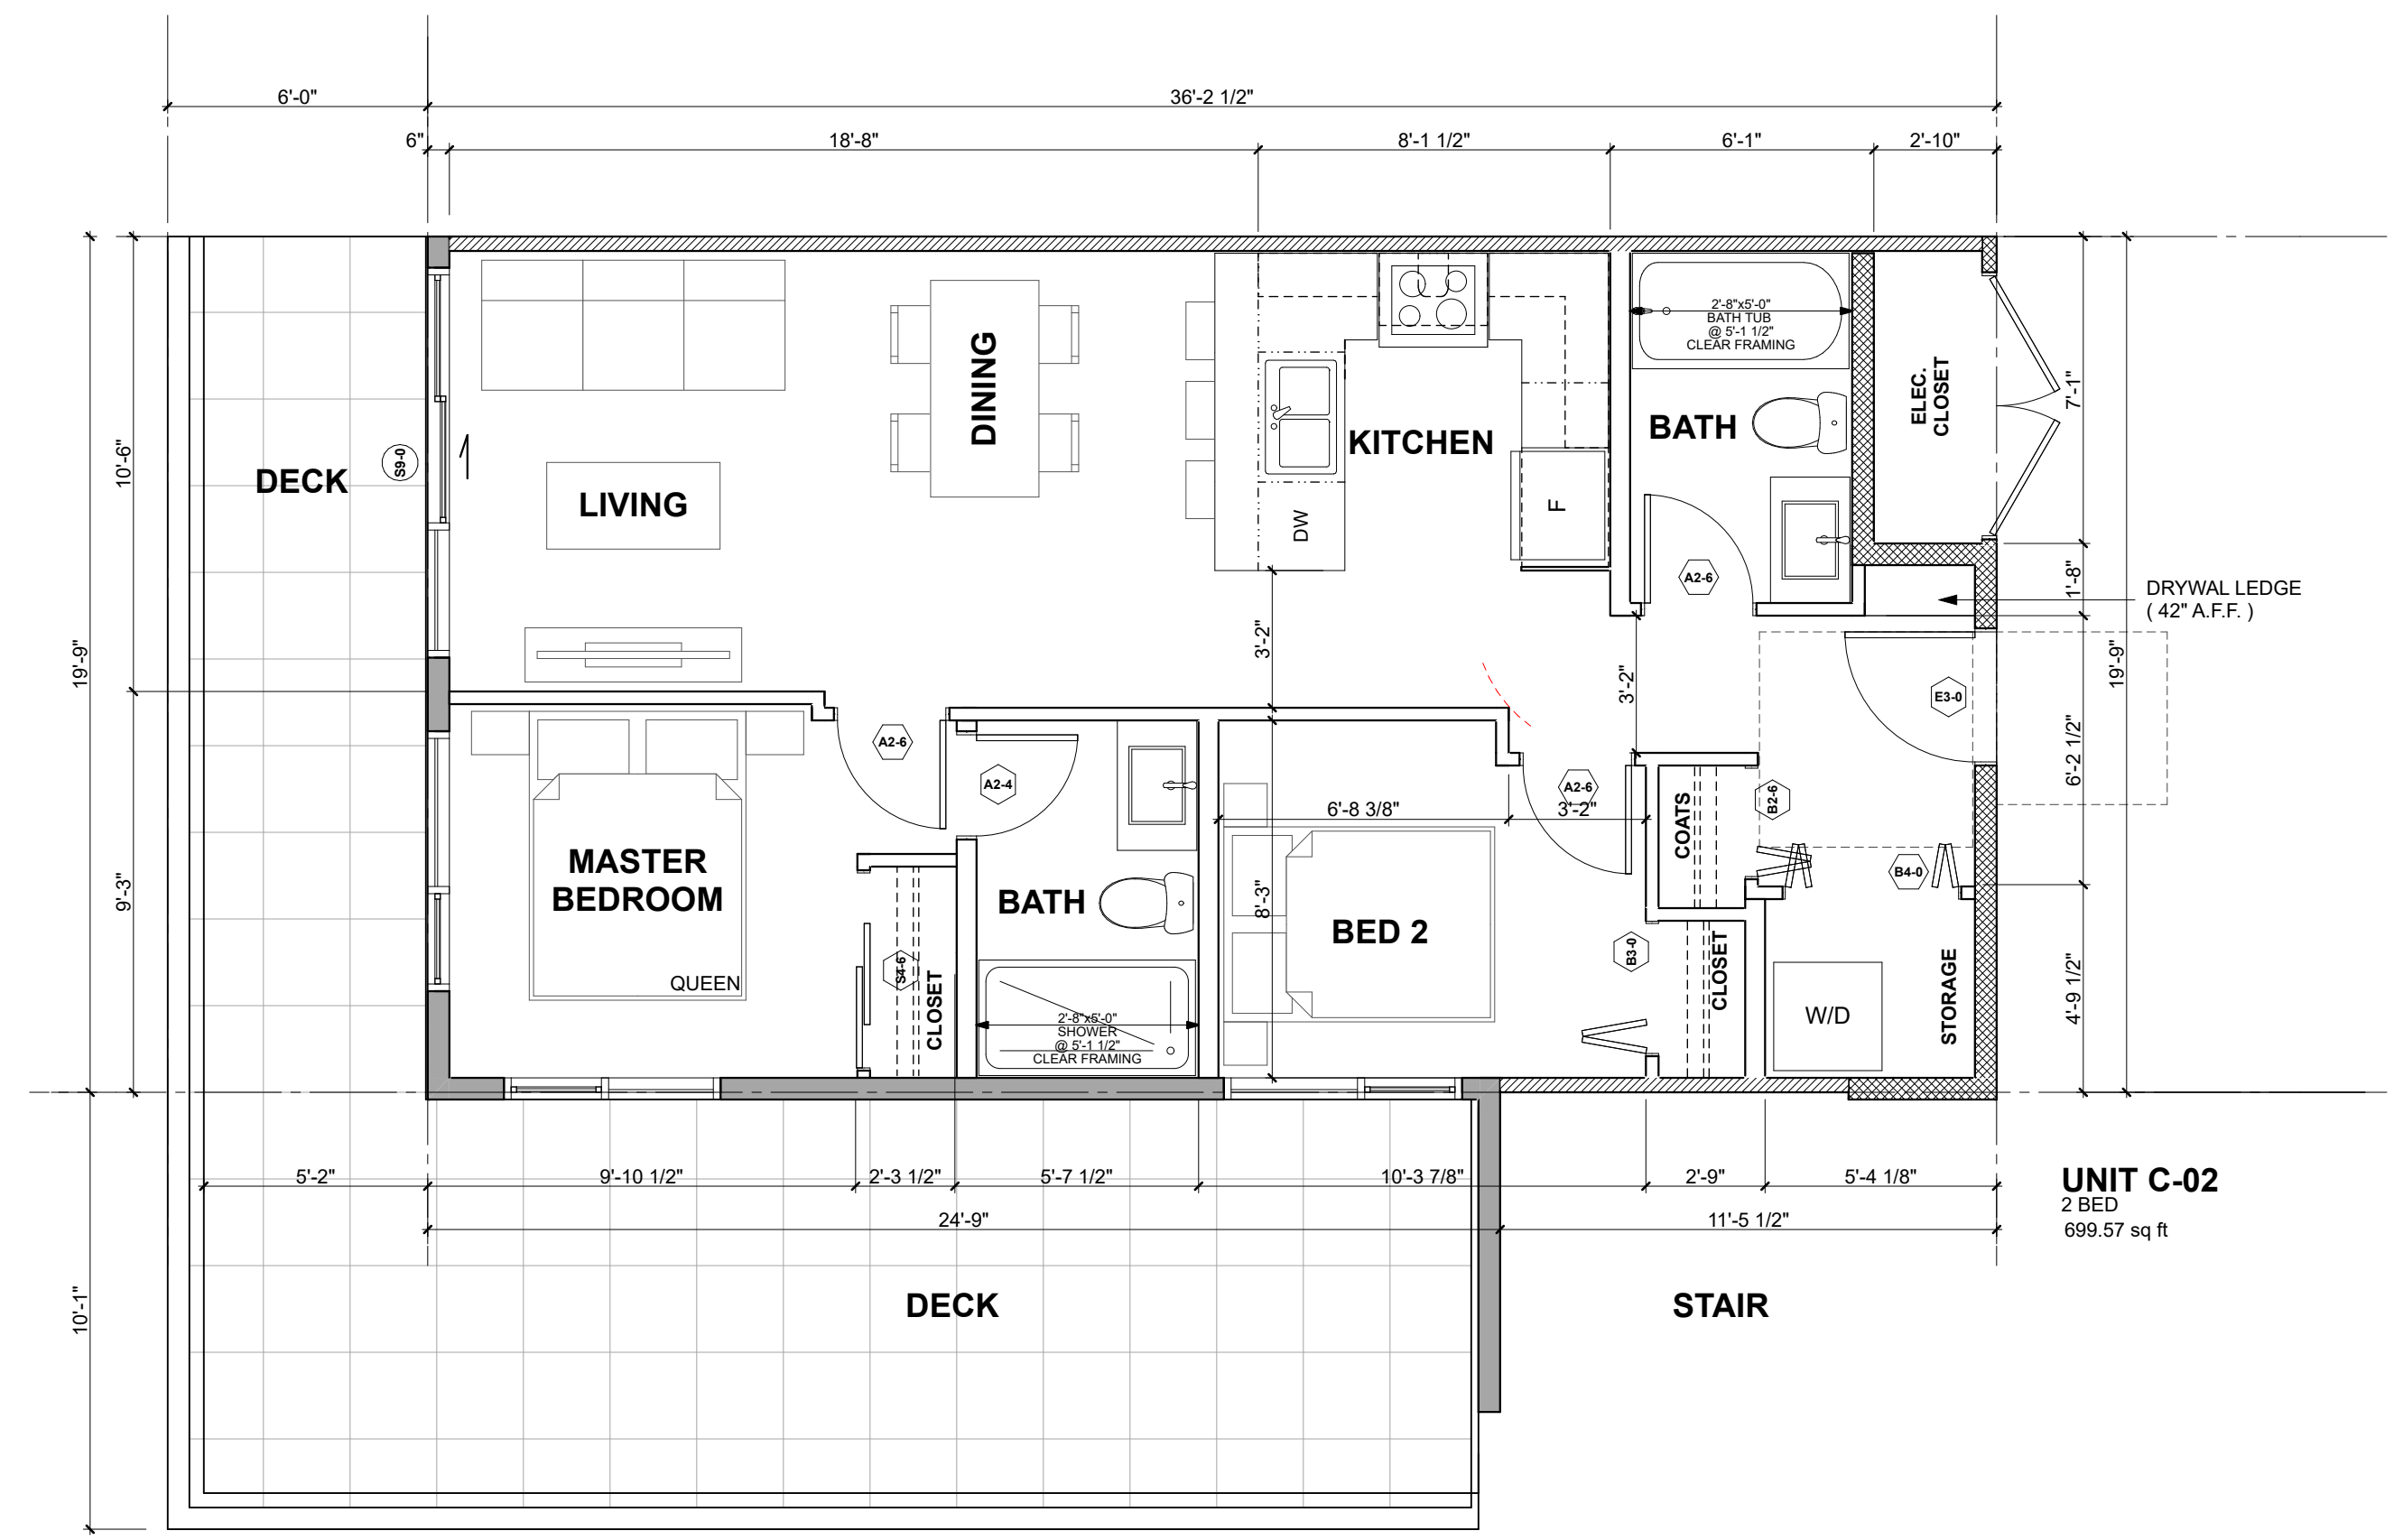 6'-0"
36'-2 1/2"
6"
18'-8"
8'-1 1/2"
6'-1"
2'-10"
2'-8"x5'-0"
BATH TUB
@ 5'-1 1/2"
CLEAR FRAMING
DINING
KITCHEN
BATH
ELEC.
CLOSET
7'-1"
10'-6"
DECK
S9-0
LIVING
DW
F
A2-6
1'-8"
DRYWAL LEDGE
( 42" A.F.F. )
19'-9"
3'-2"
3'-2"
19'-9"
E3-0
A2-6
A2-4
A2-6
6'-2 1/2"
6'-8 3/8"
3'-2"
COATS
B2-6
MASTER
BEDROOM
9'-3"
BATH
8'-3"
BED 2
B4-0
B3-0
QUEEN
S4-6
CLOSET
CLOSET
STORAGE
4'-9 1/2"
W/D
2'-8"x5'-0"
SHOWER
@ 5'-1 1/2"
CLEAR FRAMING
5'-2"
9'-10 1/2"
2'-3 1/2"
5'-7 1/2"
10'-3 7/8"
2'-9"
5'-4 1/8"
UNIT C-02
2 BED
699.57 sq ft
24'-9"
11'-5 1/2"
10'-1"
DECK
STAIR